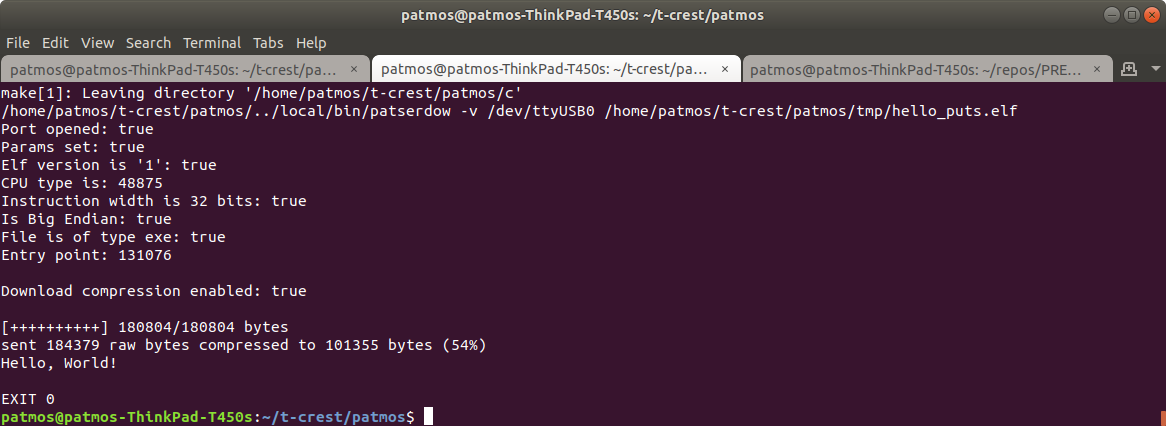 patmos@patmos-ThinkPad-T450s: ~/t-crest/patmos
File Edit View Search Terminal Tabs Help
patmos@patmos-ThinkPad-T450s: ~/t-crest/pa... × patmos@patmos-ThinkPad-T450s: ~/t-crest/pa... × patmos@patmos-ThinkPad-T450s: ~/repos/PRE... ×
make[1]: Leaving directory '/home/patmos/t-crest/patmos/c'
/home/patmos/t-crest/patmos/../local/bin/patserdow -v /dev/ttyUSB0 /home/patmos/t-crest/patmos/tmp/hello_puts.elf
Port opened: true
Params set: true
Elf version is '1': true
CPU type is: 48875
Instruction width is 32 bits: true
Is Big Endian: true
File is of type exe: true
Entry point: 131076
Download compression enabled: true
[++++++++++] 180804/180804 bytes
sent 184379 raw bytes compressed to 101355 bytes (54%)
Hello, World!
EXIT 0
patmos@patmos-ThinkPad-T450s:~/t-crest/patmos$